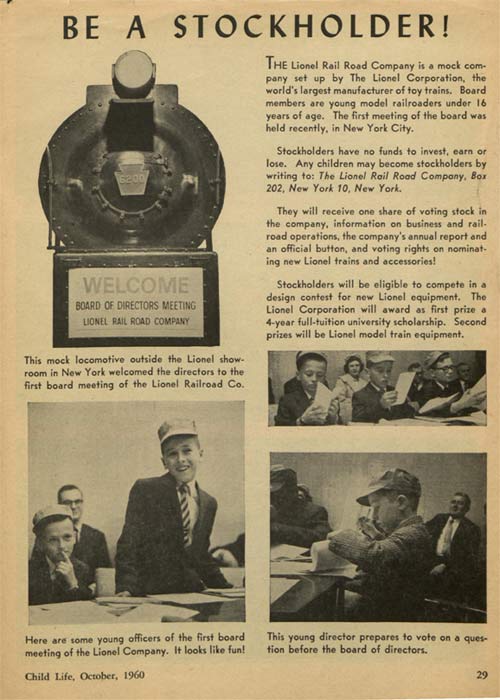 BE A STOCKHOLDER!
5200
WELCOME
BOARD OF DIRECTORS MEETING
LIONEL RAIL ROAD COMPANY
This mock locomotive outside the Lionel show-
room in New York welcomed the directors to the
first board meeting of the Lionel Railroad Co.
Here are some young officers of the first board
meeting of the Lionel Company. It looks like fun!
THE Lionel Rail Road Company is a mock com-
pany set up by The Lionel Corporation, the
world's largest manufacturer of toy trains. Board
members are young model railroaders under 16
years of age. The first meeting of the board was
held recently, in New York City.
Stockholders have no funds to invest, earn or
lose. Any children may become stockholders by
writing to: The Lionel Rail Road Company, Box
202, New York 10, New York.
They will receive one share of voting stock in
the company, information on business and rail-
road operations, the company's annual report and
an official button, and voting rights on nominat-
ing new Lionel trains and accessories!
Stockholders will be eligible to compete in a
design contest for new Lionel equipment. The
Lionel Corporation will award as first prize a
4-year full-tuition university scholarship. Second
prizes will be Lionel model train equipment.
This young director prepares to vote on a ques-
tion before the board of directors.
Child Life, October, 1960
29